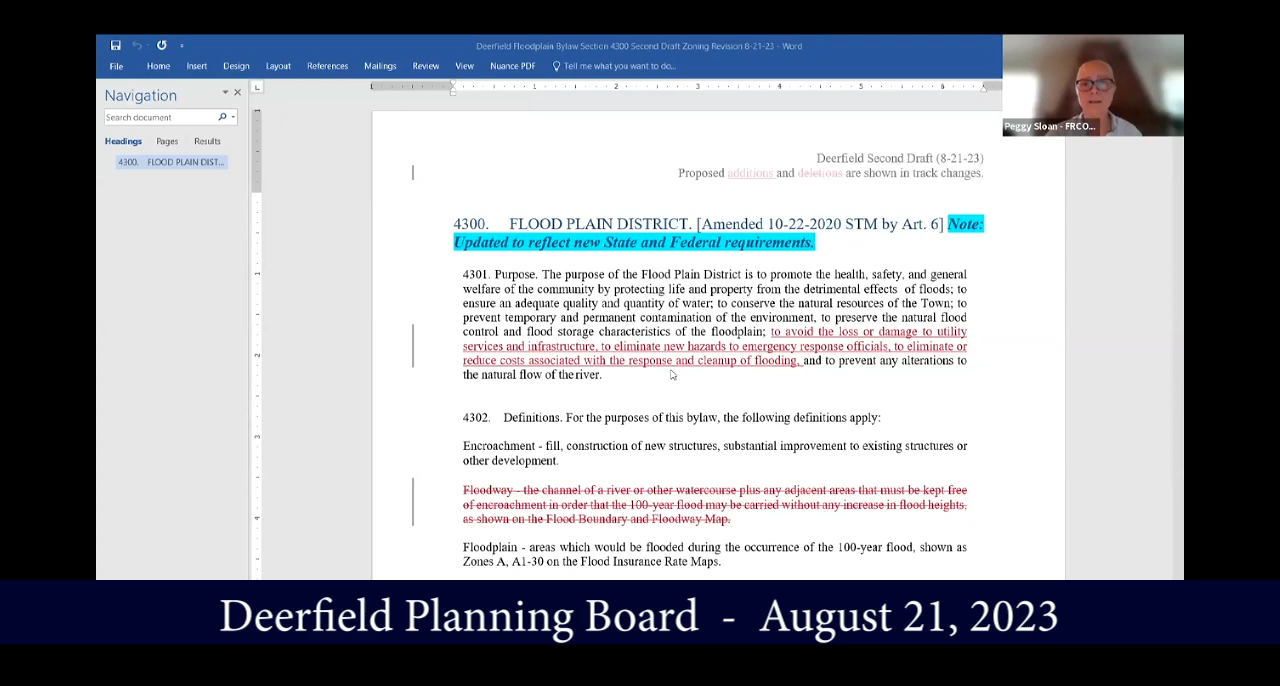 Deerfield Floodplain Bylaw Section 4300 Second Draft Zoning Revision 8-21-23 - Word
File Home Insert Design Layout References Mailings Review View Nuance PDF Tell me what you want to do...
Navigation
Search document
Headings Pages Results
4300. FLOOD PLAIN DIST...
Peggy Sloan - FRCO...
Deerfield Second Draft (8-21-23)
Proposed additions and deletions are shown in track changes.
4300. FLOOD PLAIN DISTRICT. [Amended 10-22-2020 STM by Art. 6] Note:
Updated to reflect new State and Federal requirements.
4301. Purpose. The purpose of the Flood Plain District is to promote the health, safety, and general
welfare of the community by protecting life and property from the detrimental effects of floods; to
ensure an adequate quality and quantity of water; to conserve the natural resources of the Town; to
prevent temporary and permanent contamination of the environment, to preserve the natural flood
control and flood storage characteristics of the floodplain; to avoid the loss or damage to utility
services and infrastructure, to eliminate new hazards to emergency response officials, to eliminate or
reduce costs associated with the response and cleanup of flooding, and to prevent any alterations to
the natural flow of the river.
4302. Definitions. For the purposes of this bylaw, the following definitions apply:
Encroachment - fill, construction of new structures, substantial improvement to existing structures or
other development.
Floodway - the channel of a river or other watercourse plus any adjacent areas that must be kept free
of encroachment in order that the 100-year flood may be carried without any increase in flood heights,
as shown on the Flood Boundary and Floodway Map.
Floodplain - areas which would be flooded during the occurrence of the 100-year flood, shown as
Zones A, A1-30 on the Flood Insurance Rate Maps.
Deerfield Planning Board - August 21, 2023